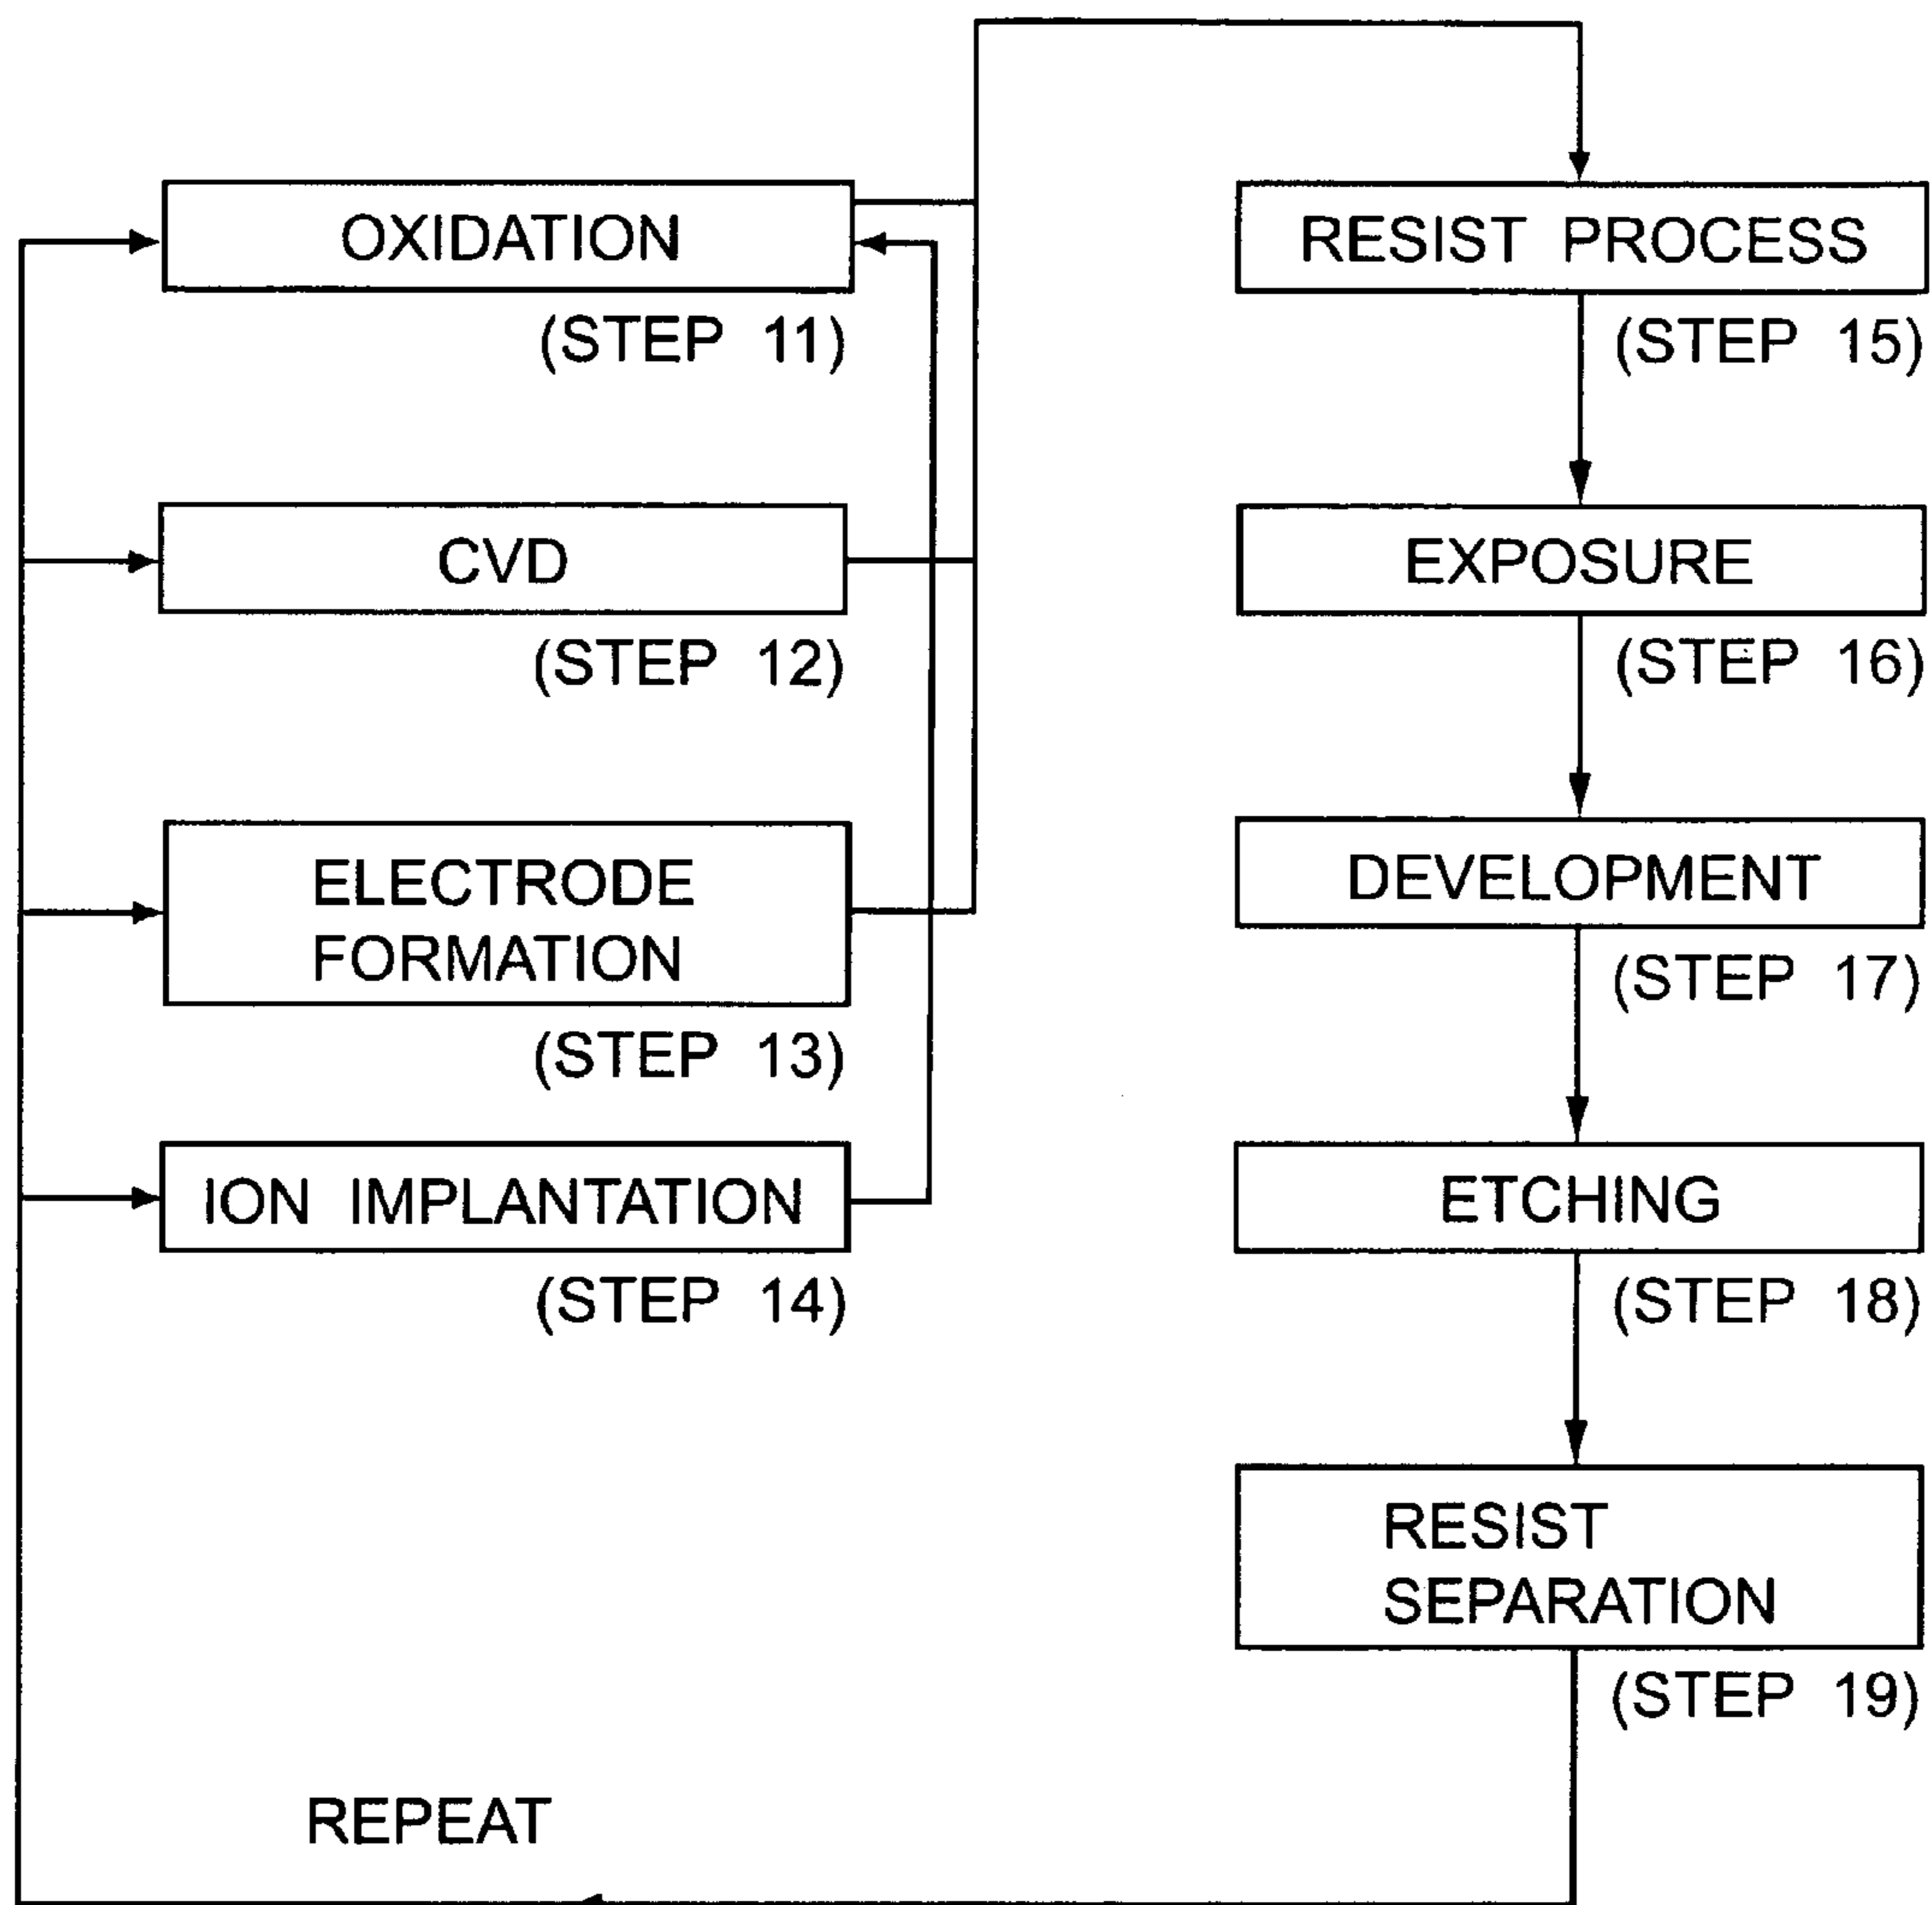 OXIDATION
(STEP 11)
CVD
(STEP 12)
ELECTRODE
FORMATION
(STEP 13)
ION IMPLANTATION
(STEP 14)
RESIST PROCESS
(STEP 15)
EXPOSURE
(STEP 16)
DEVELOPMENT
(STEP 17)
ETCHING
(STEP 18)
RESIST
SEPARATION
(STEP 19)
REPEAT